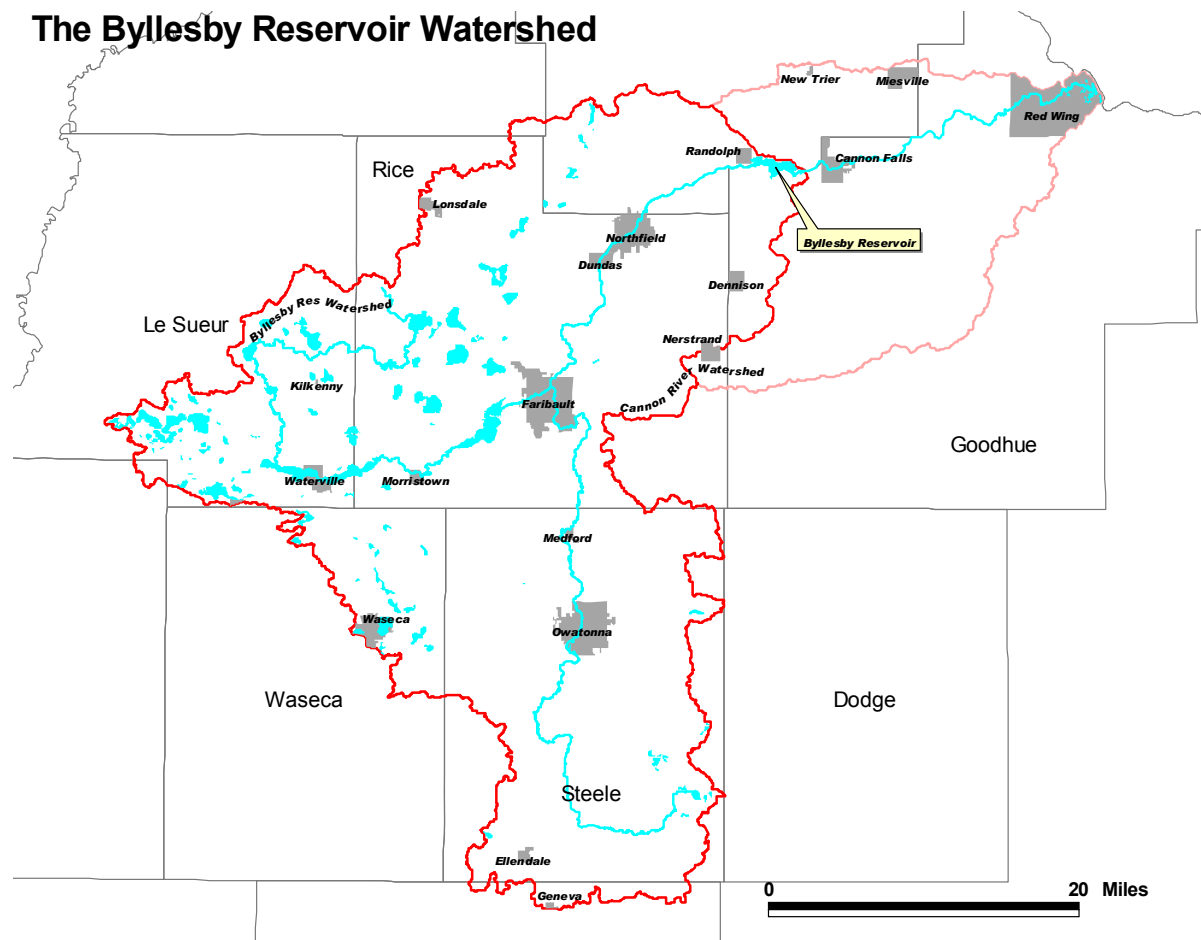 The Byllesby Reservoir Watershed
New Trier
Miesville
Red Wing
Randolph
Cannon Falls
Rice
Lonsdale
Northfield
Byllesby Reservoir
Dundas
Dennison
Byllesby Res Watershed
Le Sueur
Nerstrand
Kilkenny
Cannon River Watershed
Faribault
Goodhue
Waterville
Morristown
Medford
Waseca
Owatonna
Waseca
Dodge
Steele
Ellendale
Geneva
0 20 Miles